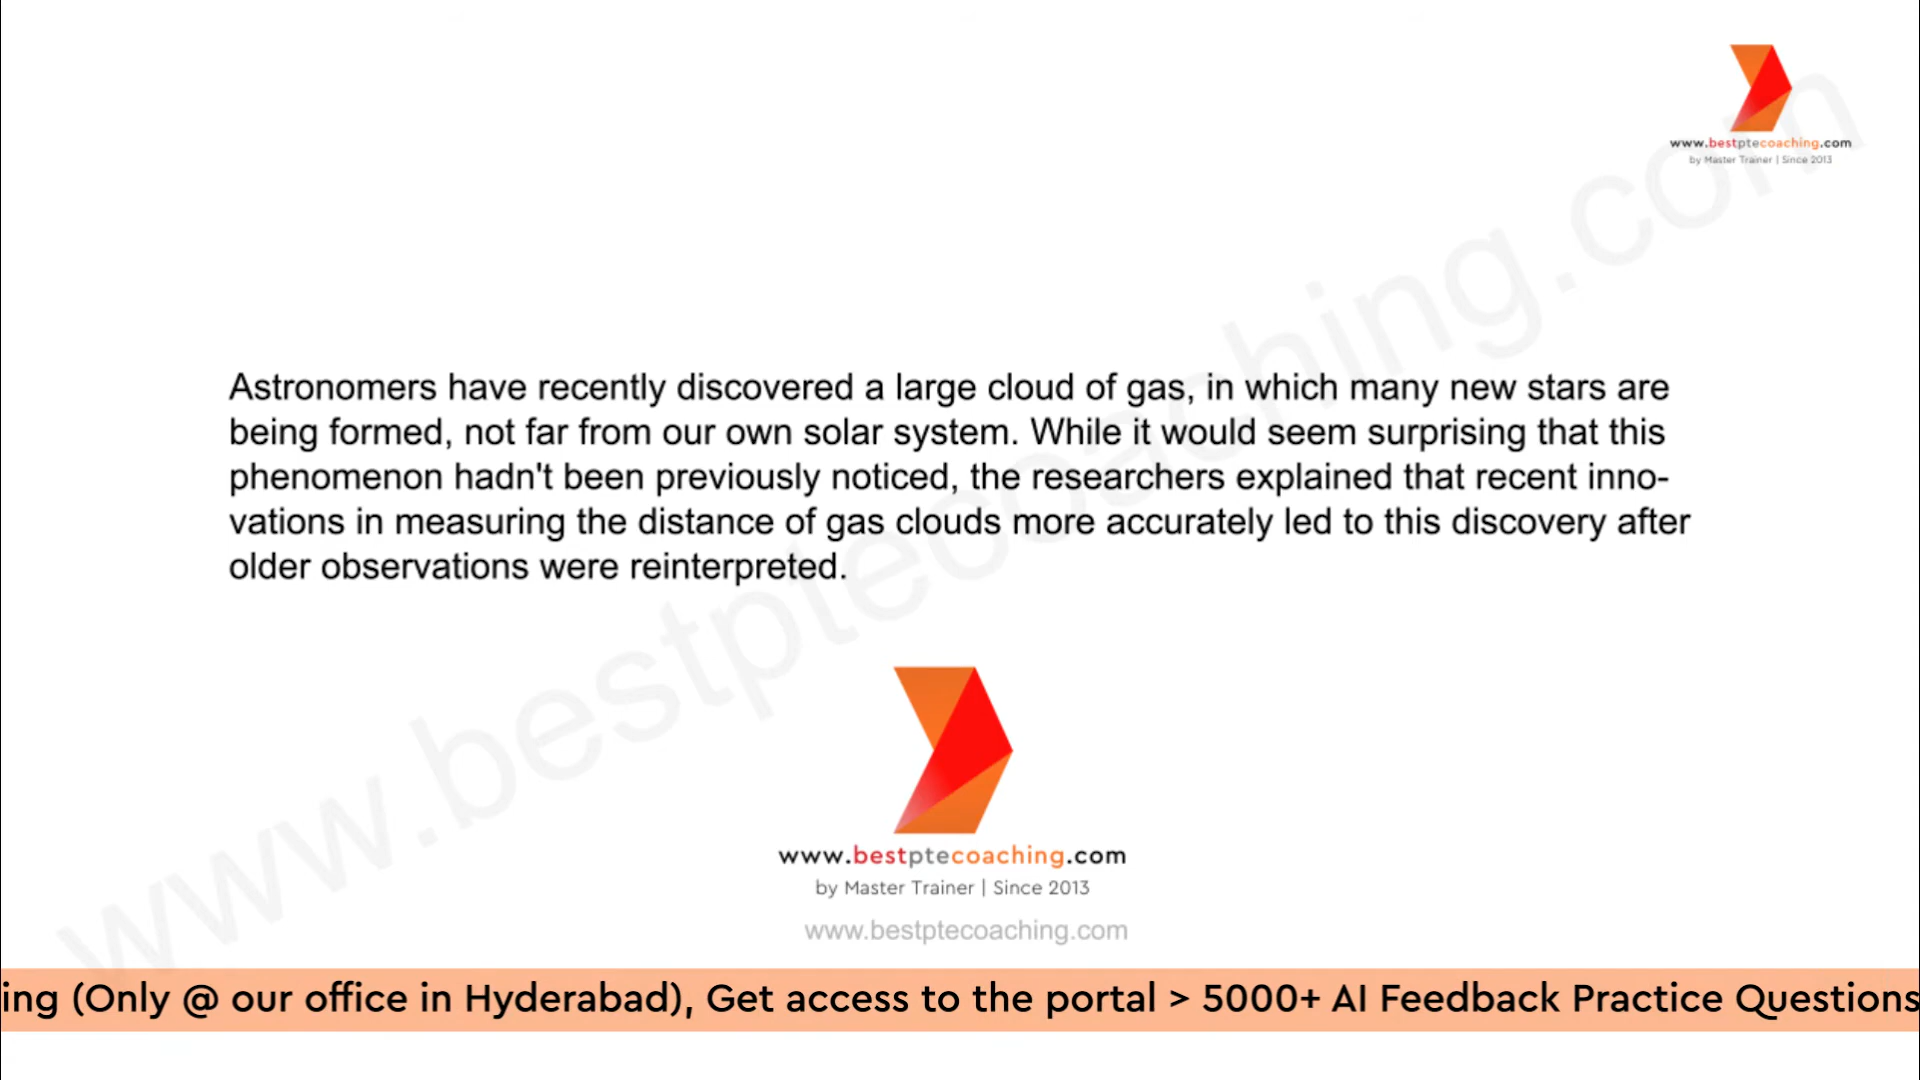 www.bestptecoaching.com
by Master Trainer | Since 2013
www.bestptecoaching.com
Astronomers have recently discovered a large cloud of gas, in which many new stars are
being formed, not far from our own solar system. While it would seem surprising that this
phenomenon hadn't been previously noticed, the researchers explained that recent inno-
vations in measuring the distance of gas clouds more accurately led to this discovery after
older observations were reinterpreted.
www.bestptecoaching.com
by Master Trainer | Since 2013
www.bestptecoaching.com
ing (Only @ our office in Hyderabad), Get access to the portal > 5000+ AI Feedback Practice Questions